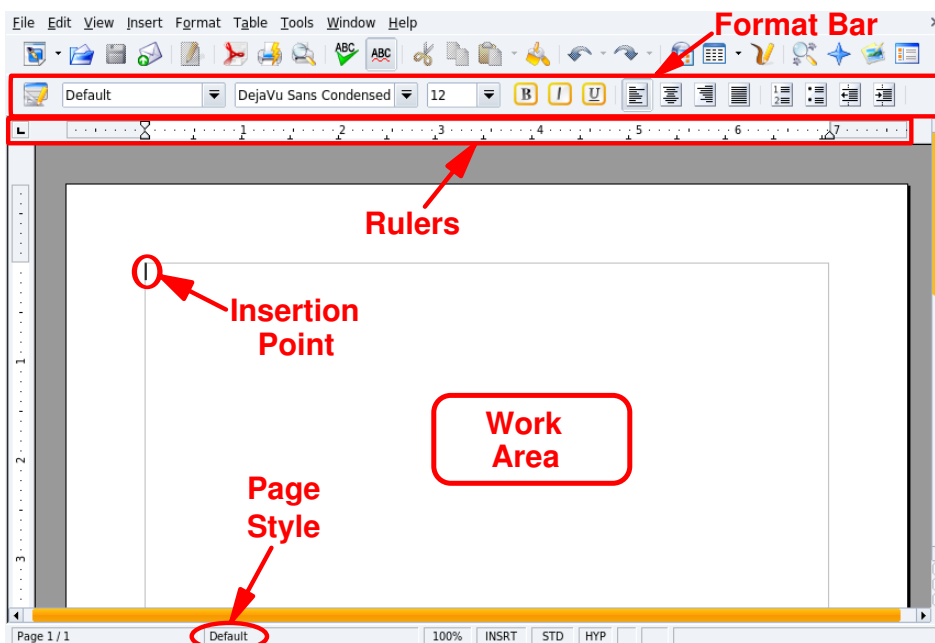 File Edit View Insert Format Table Tools Window Help
Format Bar
ABC ABC
Default DejaVu Sans Condensed 12 B I U
1 2 3 4 5 6 7
Rulers
Insertion
Point
1
Work
Area
2
Page
Style
3
Page 1 / 1 Default 100% INSRT STD HYP